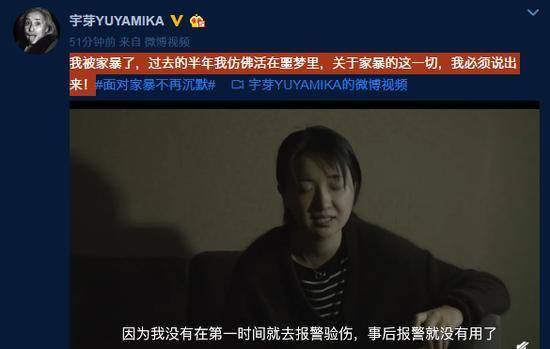 宇芽YUYAMIKA
51分钟前 来自 微博视频
我被家暴了，过去的半年我仿佛活在噩梦里，关于家暴的这一切，我必须说出
来！#面对家暴不再沉默# 宇芽YUYAMIKA的微博视频
因为我没有在第一时间就去报警验伤，事后报警就没有用了